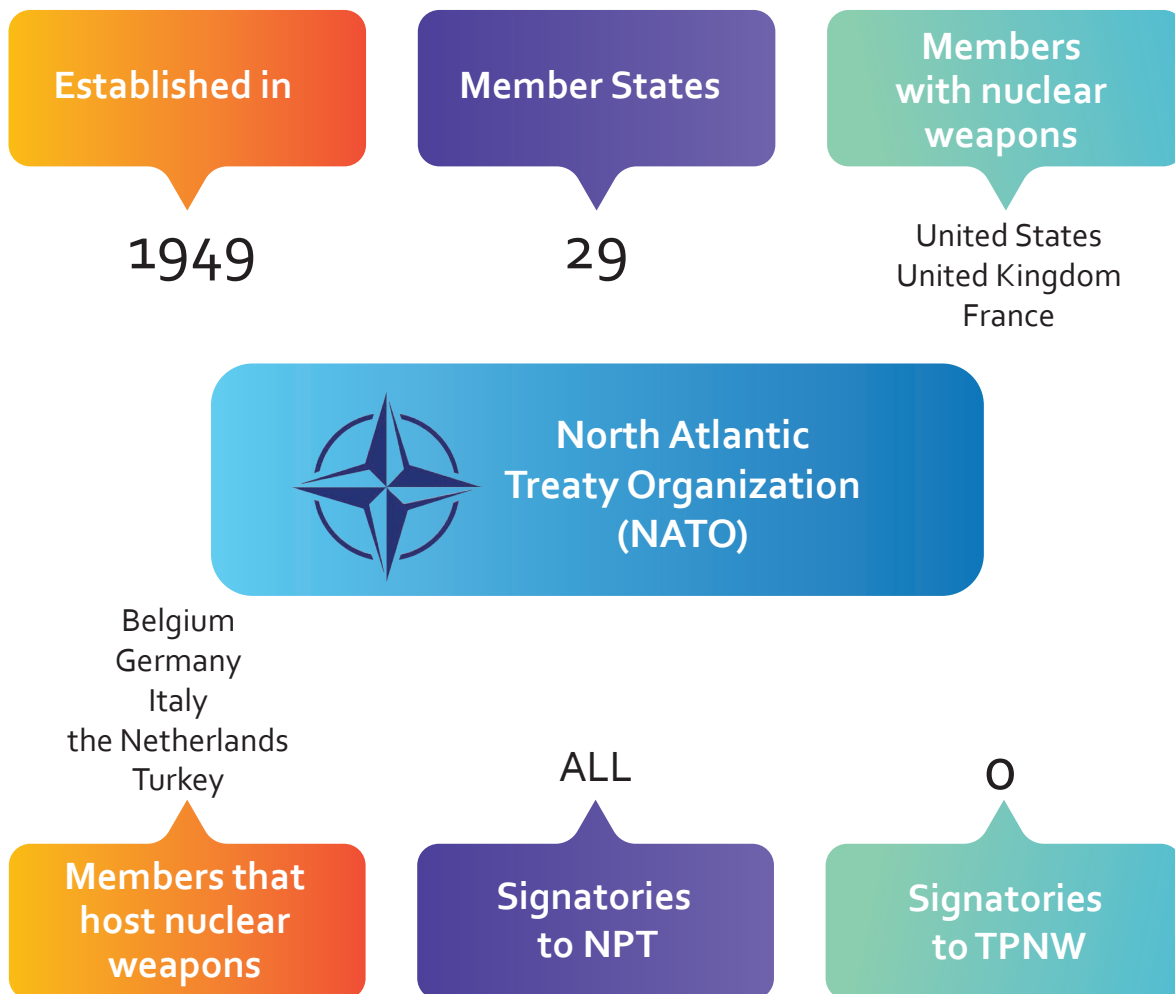 Established in
1949
Member States
29
Members
with nuclear
weapons
United States
United Kingdom
France
North Atlantic
Treaty Organization
(NATO)
Belgium
Germany
Italy
the Netherlands
Turkey
Members that
host nuclear
weapons
ALL
Signatories
to NPT
0
Signatories
to TPNW